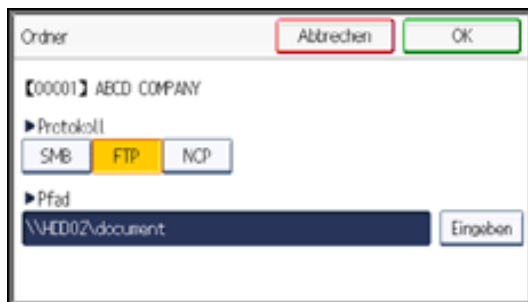 Ordner Abbrechen OK
【00001】 ABCD COMPANY
►Protokoll
SMB FTP NCP
►Pfad
\\HDD02\document Eingeben